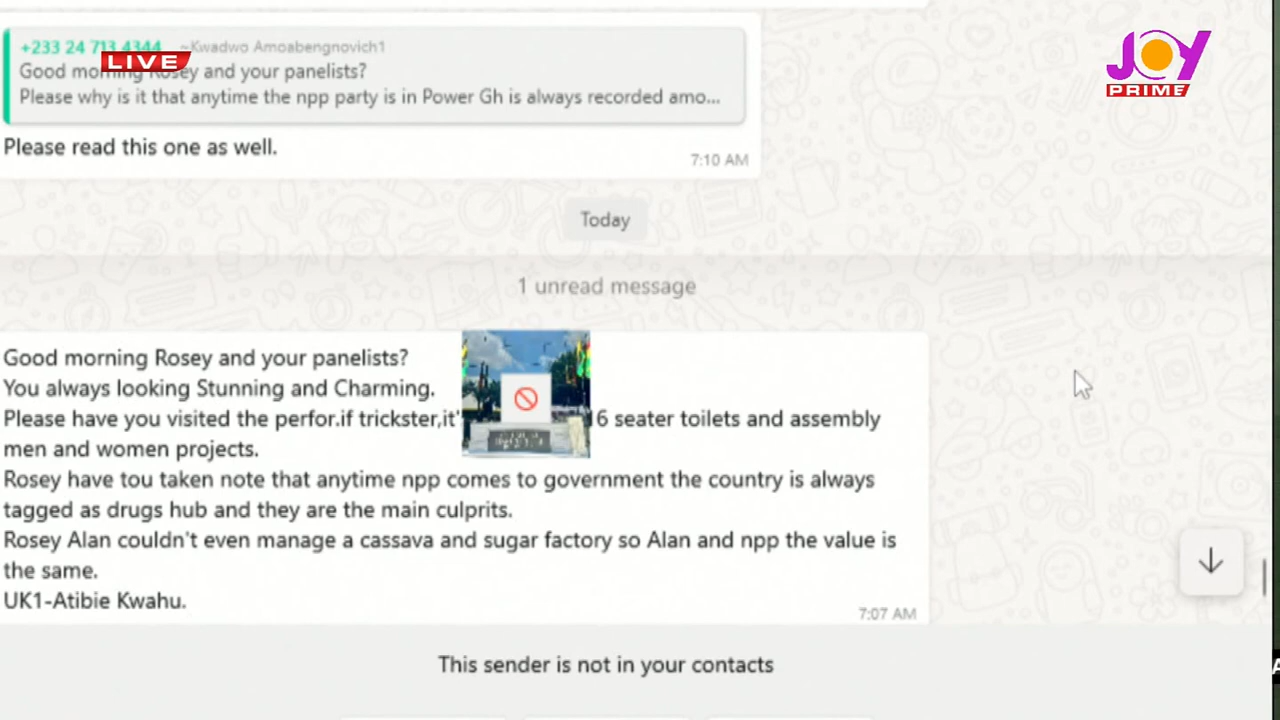 +233 24 713 4344 ~Kwadwo Amoabengnovich1
LIVE
JOY
PRIME
Good morning Rosey and your panelists?
Please why is it that anytime the npp party is in Power Gh is always recorded amo...
Please read this one as well.
7:10 AM
Today
1 unread message
Good morning Rosey and your panelists?
You always looking Stunning and Charming.
Please have you visited the perfor.if trickster,it' 6 seater toilets and assembly
men and women projects.
Rosey have tou taken note that anytime npp comes to government the country is always
tagged as drugs hub and they are the main culprits.
Rosey Alan couldn't even manage a cassava and sugar factory so Alan and npp the value is
the same.
UK1-Atibie Kwahu.
7:07 AM
This sender is not in your contacts